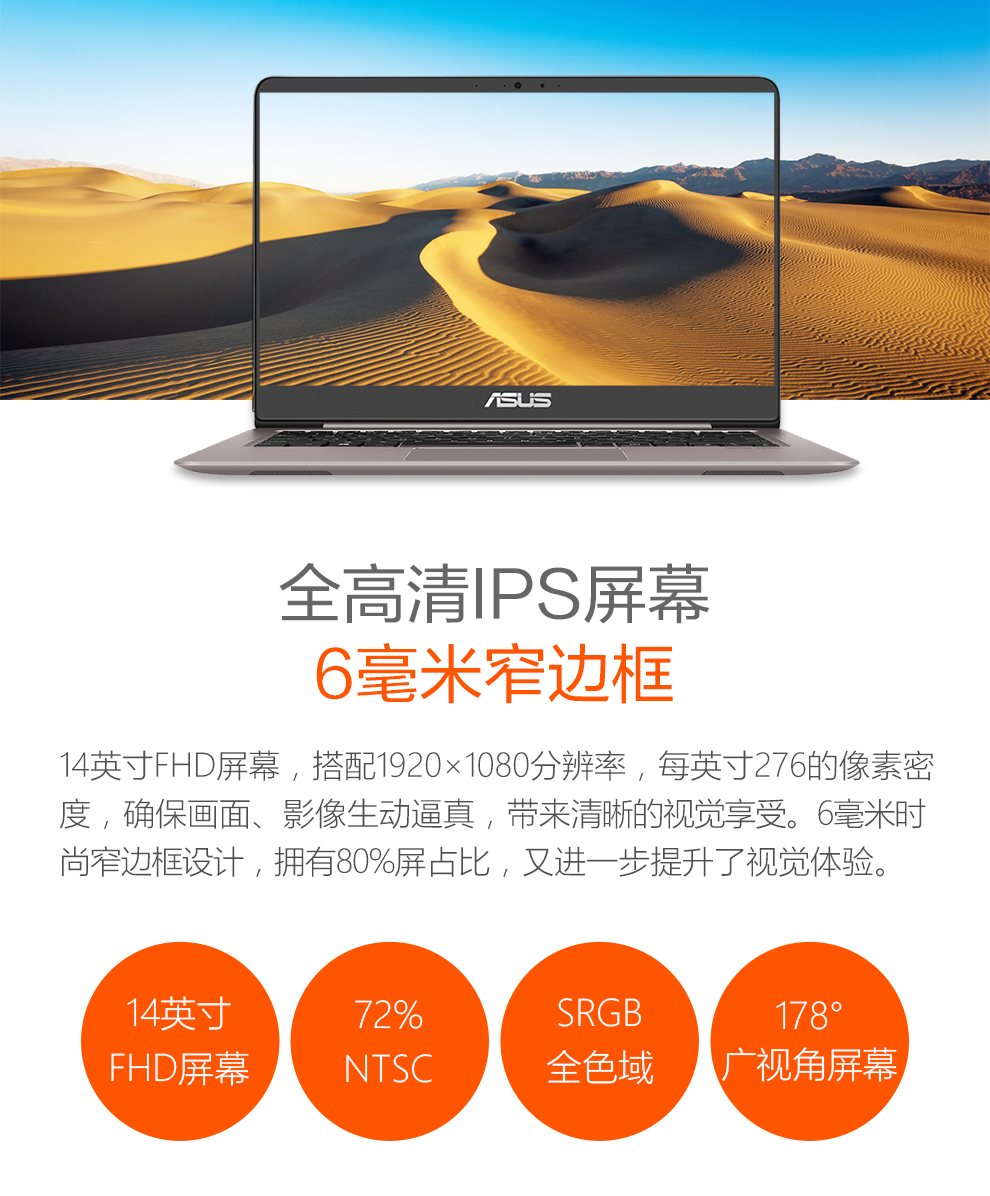 ASUS
全高清IPS屏幕
6毫米窄边框
14英寸FHD屏幕，搭配1920×1080分辨率，每英寸276的像素密
度，确保画面、影像生动逼真，带来清晰的视觉享受。6毫米时
尚窄边框设计，拥有80%屏占比，又进一步提升了视觉体验。
14英寸
FHD屏幕
72%
NTSC
SRGB
全色域
178°
广视角屏幕